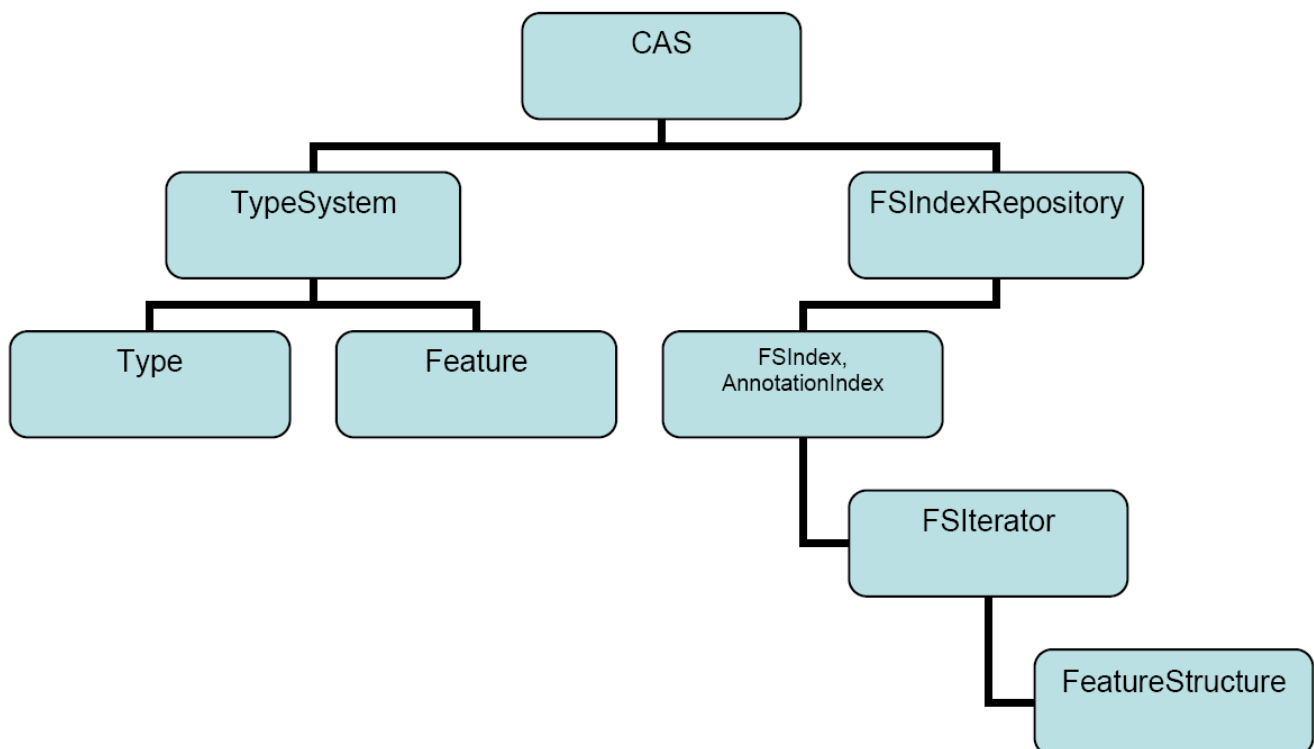 CAS
TypeSystem
FSIndexRepository
Type
Feature
FSIndex,
AnnotationIndex
FSIterator
FeatureStructure